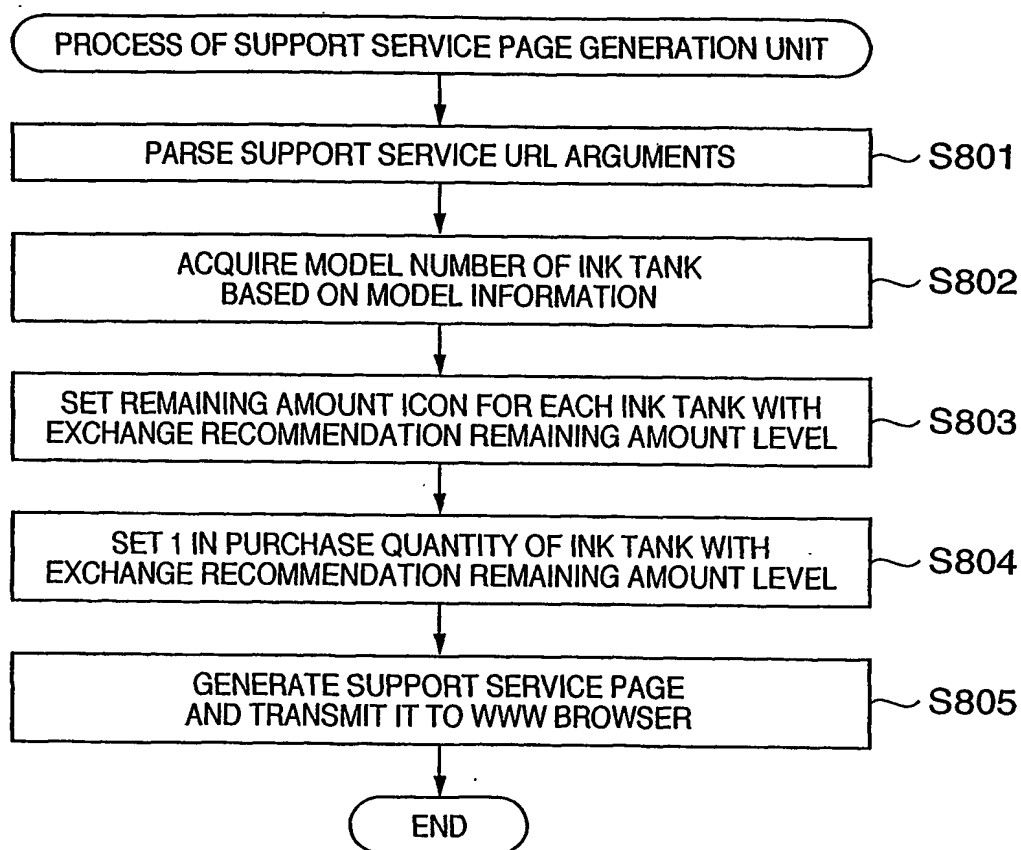 PROCESS OF SUPPORT SERVICE PAGE GENERATION UNIT
PARSE SUPPORT SERVICE URL ARGUMENTS
S801
ACQUIRE MODEL NUMBER OF INK TANK
BASED ON MODEL INFORMATION
S802
SET REMAINING AMOUNT ICON FOR EACH INK TANK WITH
EXCHANGE RECOMMENDATION REMAINING AMOUNT LEVEL
S803
SET 1 IN PURCHASE QUANTITY OF INK TANK WITH
EXCHANGE RECOMMENDATION REMAINING AMOUNT LEVEL
S804
GENERATE SUPPORT SERVICE PAGE
AND TRANSMIT IT TO WWW BROWSER
S805
END